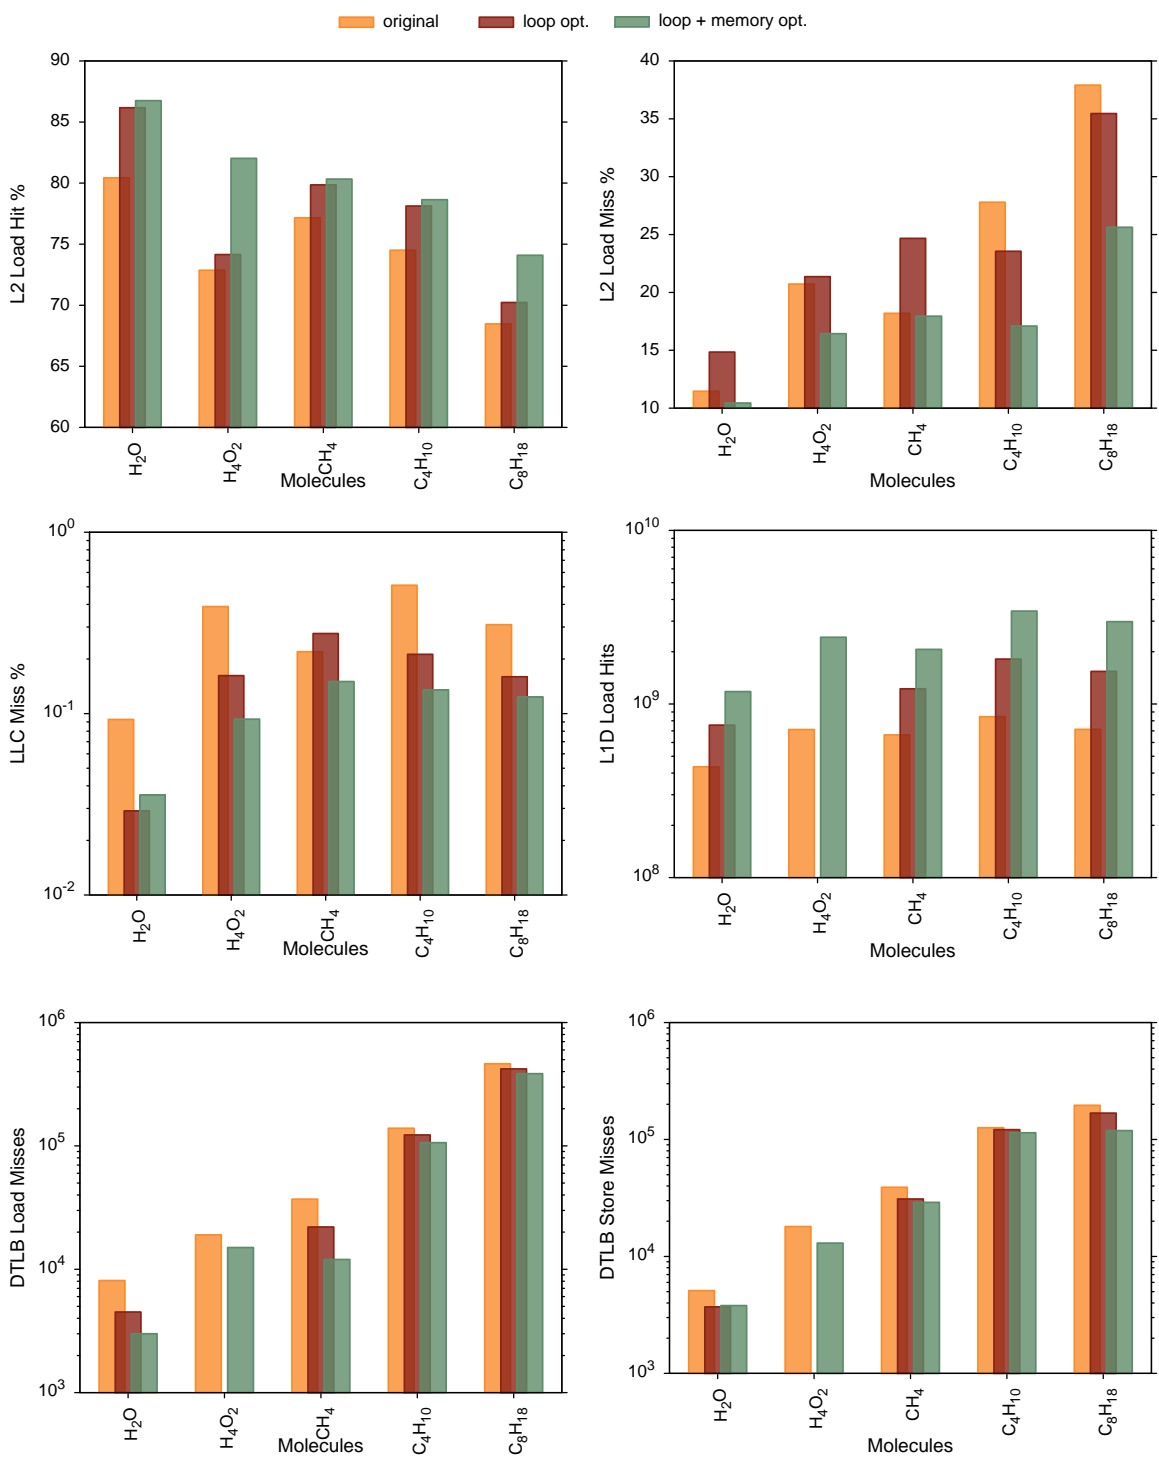 original loop opt. loop + memory opt.
L2 Load Hit %
90
85
80
75
70
65
60
H2O H4O2 CH4 C4H10 C8H18
Molecules
L2 Load Miss %
40
35
30
25
20
15
10
H2O H4O2 CH4 C4H10 C8H18
Molecules
LLC Miss %
10^0
10^-1
10^-2
H2O H4O2 CH4 C4H10 C8H18
Molecules
L1D Load Hits
10^10
10^9
10^8
H2O H4O2 CH4 C4H10 C8H18
Molecules
DTLB Load Misses
10^6
10^5
10^4
10^3
H2O H4O2 CH4 C4H10 C8H18
Molecules
DTLB Store Misses
10^6
10^5
10^4
10^3
H2O H4O2 CH4 C4H10 C8H18
Molecules